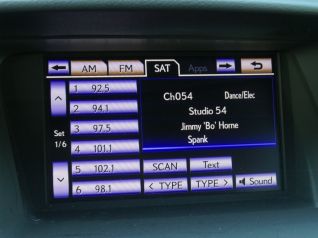 AM FM SAT Apps
1 92.5
2 94.1
3 97.5
4 101.1
5 102.1
6 98.1
Set
1/6
Ch054 Dance/Elec
Studio 54
Jimmy 'Bo' Horne
Spank
SCAN Text
< TYPE TYPE > Sound